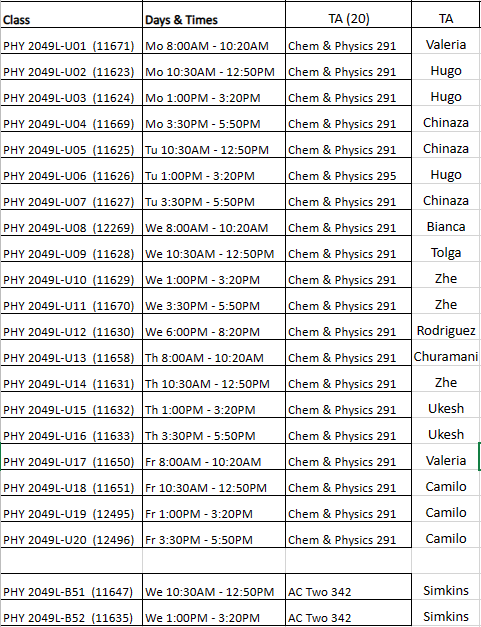 Class Days & Times TA (20) TA
PHY 2049L-U01 (11671) Mo 8:00AM - 10:20AM Chem & Physics 291 Valeria
PHY 2049L-U02 (11623) Mo 10:30AM - 12:50PM Chem & Physics 291 Hugo
PHY 2049L-U03 (11624) Mo 1:00PM - 3:20PM Chem & Physics 291 Hugo
PHY 2049L-U04 (11669) Mo 3:30PM - 5:50PM Chem & Physics 291 Chinaza
PHY 2049L-U05 (11625) Tu 10:30AM - 12:50PM Chem & Physics 291 Chinaza
PHY 2049L-U06 (11626) Tu 1:00PM - 3:20PM Chem & Physics 295 Hugo
PHY 2049L-U07 (11627) Tu 3:30PM - 5:50PM Chem & Physics 291 Chinaza
PHY 2049L-U08 (12269) We 8:00AM - 10:20AM Chem & Physics 291 Bianca
PHY 2049L-U09 (11628) We 10:30AM - 12:50PM Chem & Physics 291 Tolga
PHY 2049L-U10 (11629) We 1:00PM - 3:20PM Chem & Physics 291 Zhe
PHY 2049L-U11 (11670) We 3:30PM - 5:50PM Chem & Physics 291 Zhe
PHY 2049L-U12 (11630) We 6:00PM - 8:20PM Chem & Physics 291 Rodriguez
PHY 2049L-U13 (11658) Th 8:00AM - 10:20AM Chem & Physics 291 Churamani
PHY 2049L-U14 (11631) Th 10:30AM - 12:50PM Chem & Physics 291 Zhe
PHY 2049L-U15 (11632) Th 1:00PM - 3:20PM Chem & Physics 291 Ukesh
PHY 2049L-U16 (11633) Th 3:30PM - 5:50PM Chem & Physics 291 Ukesh
PHY 2049L-U17 (11650) Fr 8:00AM - 10:20AM Chem & Physics 291 Valeria
PHY 2049L-U18 (11651) Fr 10:30AM - 12:50PM Chem & Physics 291 Camilo
PHY 2049L-U19 (12495) Fr 1:00PM - 3:20PM Chem & Physics 291 Camilo
PHY 2049L-U20 (12496) Fr 3:30PM - 5:50PM Chem & Physics 291 Camilo
PHY 2049L-B51 (11647) We 10:30AM - 12:50PM AC Two 342 Simkins
PHY 2049L-B52 (11635) We 1:00PM - 3:20PM AC Two 342 Simkins